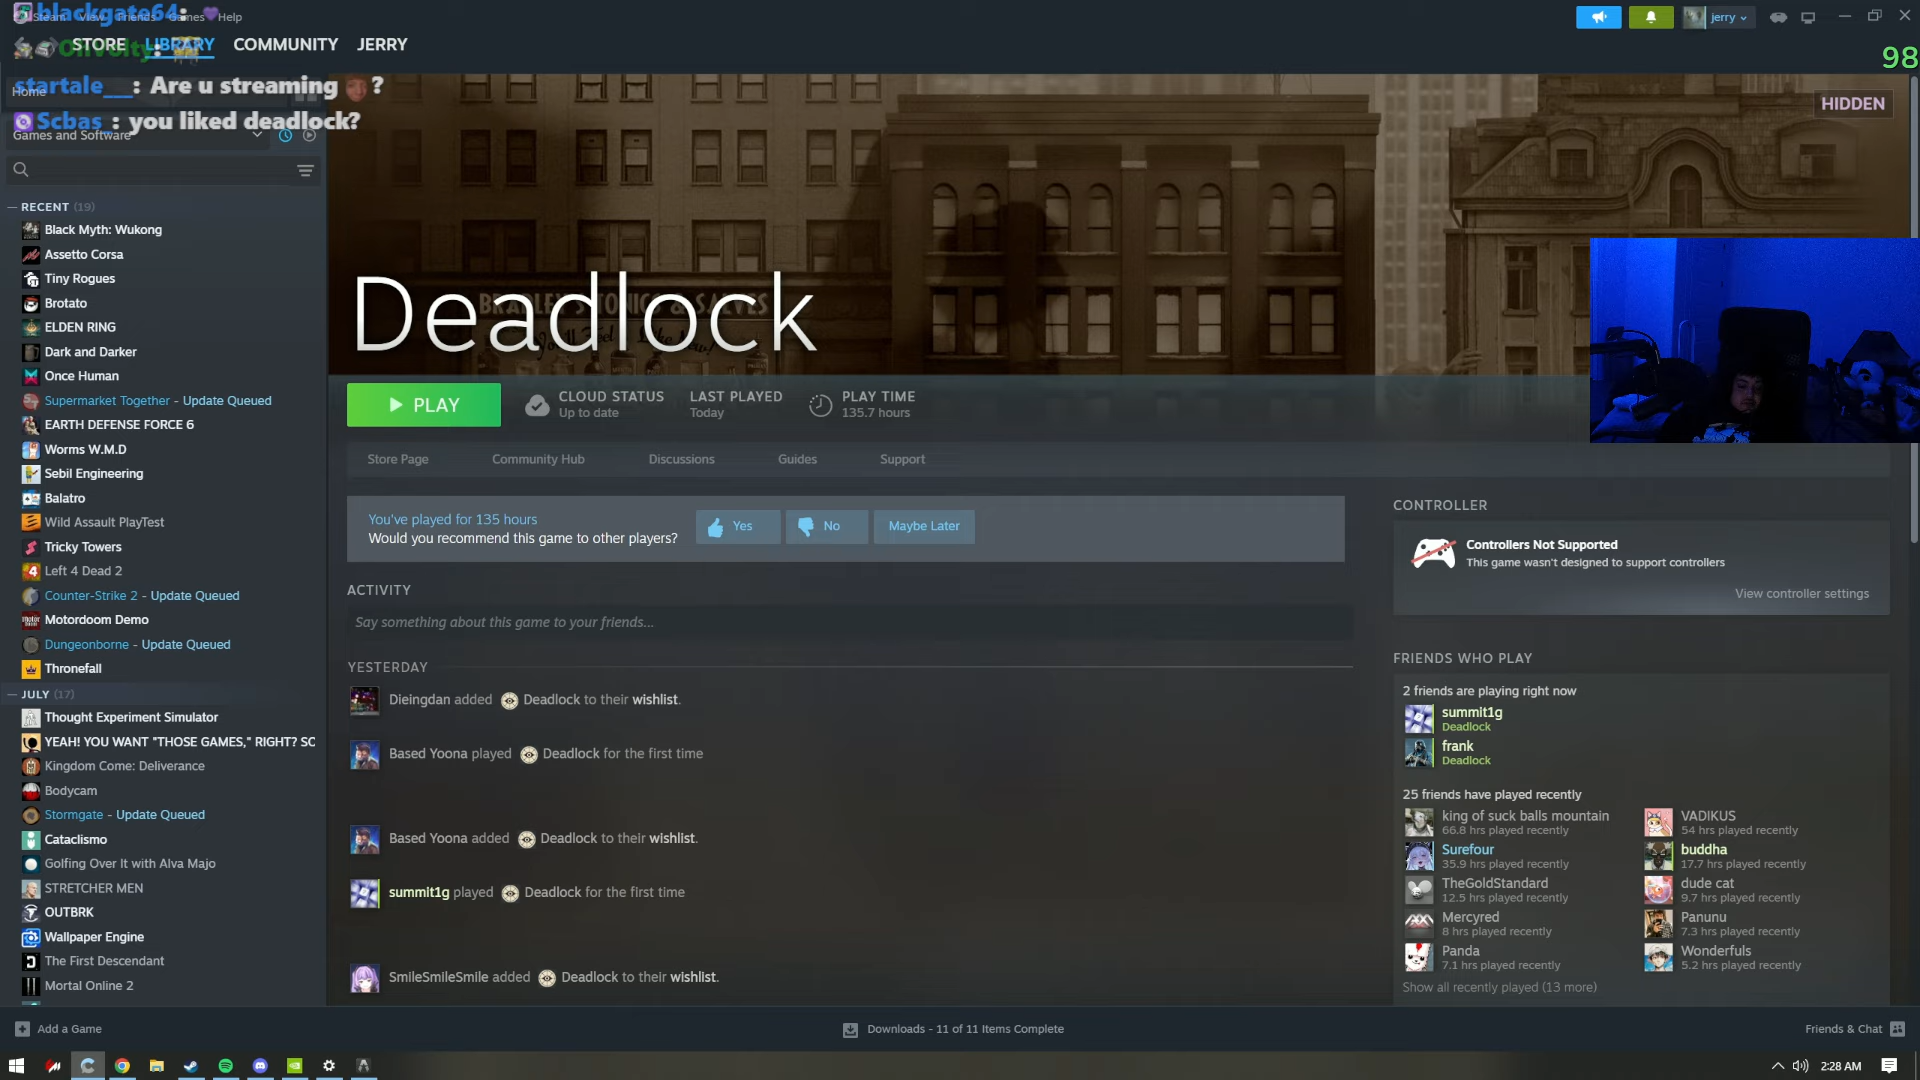 Steam View Friends Games Help
blackgate64:
jerry
STORE LIBRARY COMMUNITY JERRY
98
startale___: Are u streaming ?
Home
HIDDEN
Scbas_: you liked deadlock?
Games and Software
RECENT (19)
Black Myth: Wukong
Assetto Corsa
Tiny Rogues
Brotato
ELDEN RING
Dark and Darker
Once Human
Supermarket Together - Update Queued
EARTH DEFENSE FORCE 6
Worms W.M.D
Sebil Engineering
Balatro
Wild Assault PlayTest
Tricky Towers
Left 4 Dead 2
Counter-Strike 2 - Update Queued
Motordoom Demo
Dungeonborne - Update Queued
Thronefall
JULY (17)
Thought Experiment Simulator
YEAH! YOU WANT "THOSE GAMES," RIGHT? SC
Kingdom Come: Deliverance
Bodycam
Stormgate - Update Queued
Cataclismo
Golfing Over It with Alva Majo
STRETCHER MEN
OUTBRK
Wallpaper Engine
The First Descendant
Mortal Online 2
Deadlock
PLAY
CLOUD STATUS
Up to date
LAST PLAYED
Today
PLAY TIME
135.7 hours
Store Page Community Hub Discussions Guides Support
You've played for 135 hours
Would you recommend this game to other players?
Yes No Maybe Later
ACTIVITY
Say something about this game to your friends...
YESTERDAY
Dieingdan added Deadlock to their wishlist.
Based Yoona played Deadlock for the first time
Based Yoona added Deadlock to their wishlist.
summit1g played Deadlock for the first time
SmileSmileSmile added Deadlock to their wishlist.
CONTROLLER
Controllers Not Supported
This game wasn't designed to support controllers
View controller settings
FRIENDS WHO PLAY
2 friends are playing right now
summit1g
Deadlock
frank
Deadlock
25 friends have played recently
king of suck balls mountain
66.8 hrs played recently
VADIKUS
54 hrs played recently
Surefour
35.9 hrs played recently
buddha
17.7 hrs played recently
TheGoldStandard
12.5 hrs played recently
dude cat
9.7 hrs played recently
Mercyred
8 hrs played recently
Panunu
7.3 hrs played recently
Panda
7.1 hrs played recently
Wonderfuls
5.2 hrs played recently
Show all recently played (13 more)
Add a Game
Downloads - 11 of 11 Items Complete
Friends & Chat
2:28 AM